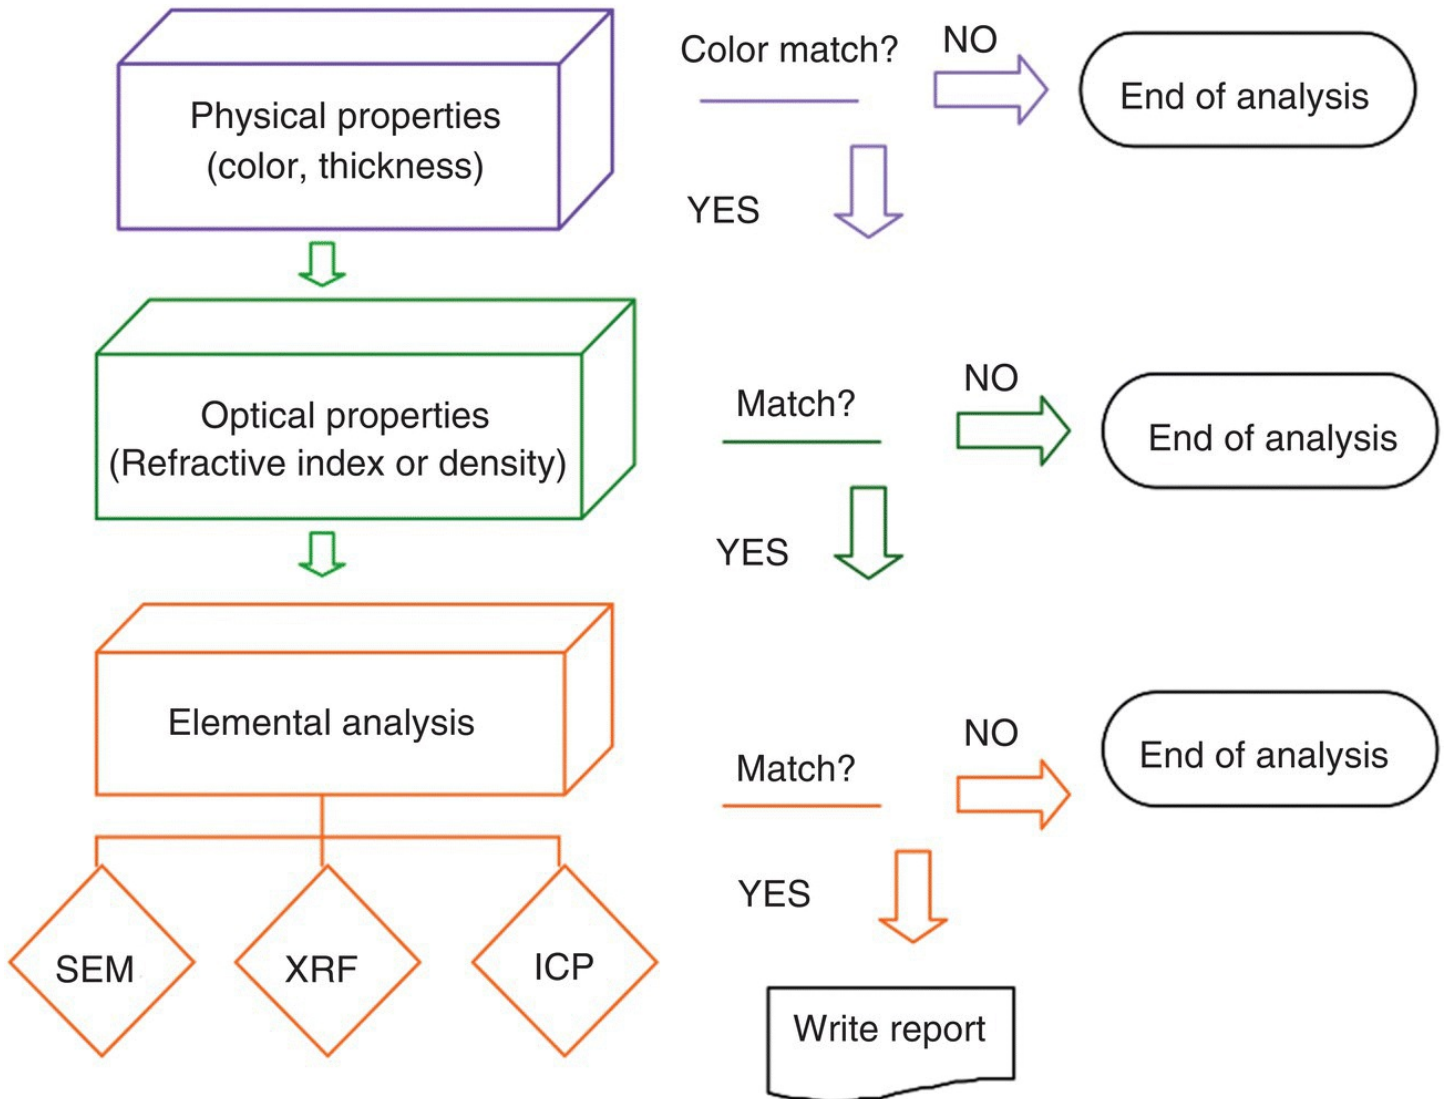 Physical properties
(color, thickness)
Color match?
NO
End of analysis
YES
Optical properties
(Refractive index or density)
Match?
NO
End of analysis
YES
Elemental analysis
Match?
NO
End of analysis
YES
SEM
XRF
ICP
Write report